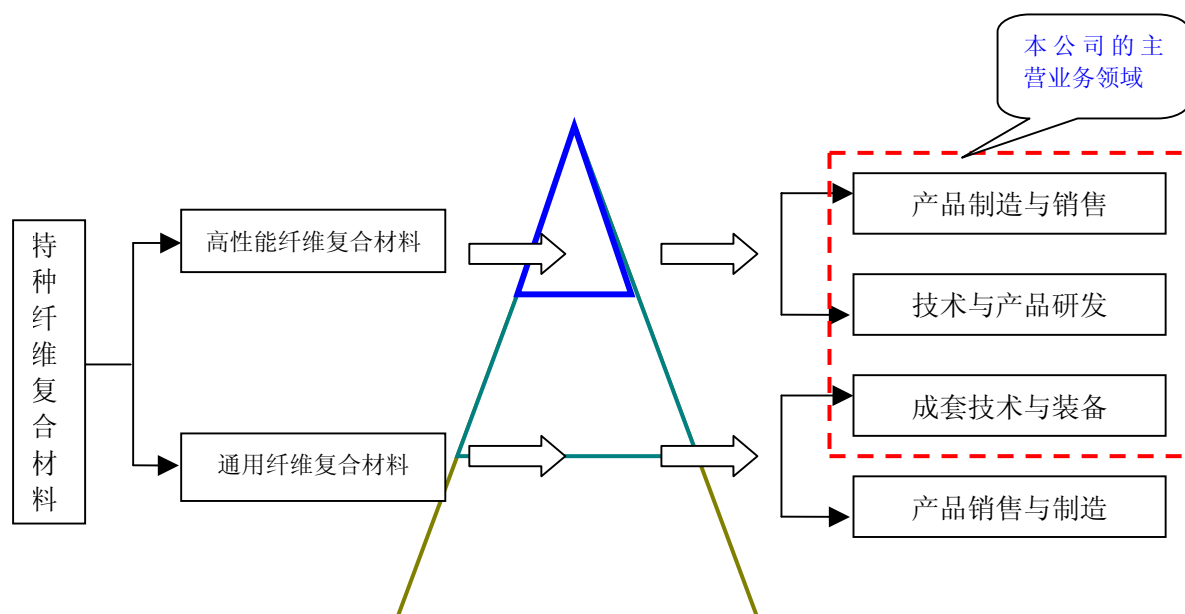 本公司的主
营业务领域
特种纤维复合材料
高性能纤维复合材料
通用纤维复合材料
产品制造与销售
技术与产品研发
成套技术与装备
产品销售与制造